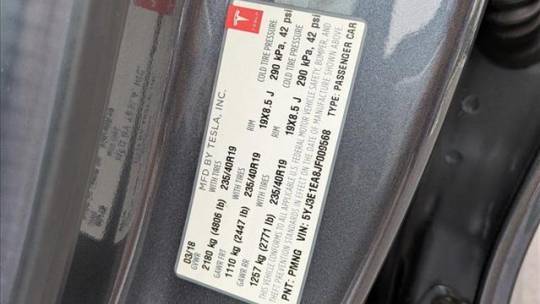 TESLA
MFD BY TESLA, INC.
03/18
GVWR WITH TIRES RIM COLD TIRE PRESSURE
2180 kg (4806 lb) 235/40R19 19X8.5 J 290 kPa, 42 psi
GAWR FRT WITH TIRES RIM COLD TIRE PRESSURE
1110 kg (2447 lb) 235/40R19 19X8.5 J 290 kPa, 42 psi
1257 kg (2771 lb) 235/40R19
THIS VEHICLE CONFORMS TO ALL APPLICABLE U.S. FEDERAL MOTOR VEHICLE SAFETY, BUMPER, AND
THEFT PREVENTION STANDARDS IN EFFECT ON THE DATE OF MANUFACTURE SHOWN ABOVE.
PNT: PMNG VIN: 5YJ3E1EA8JF009568 TYPE: PASSENGER CAR